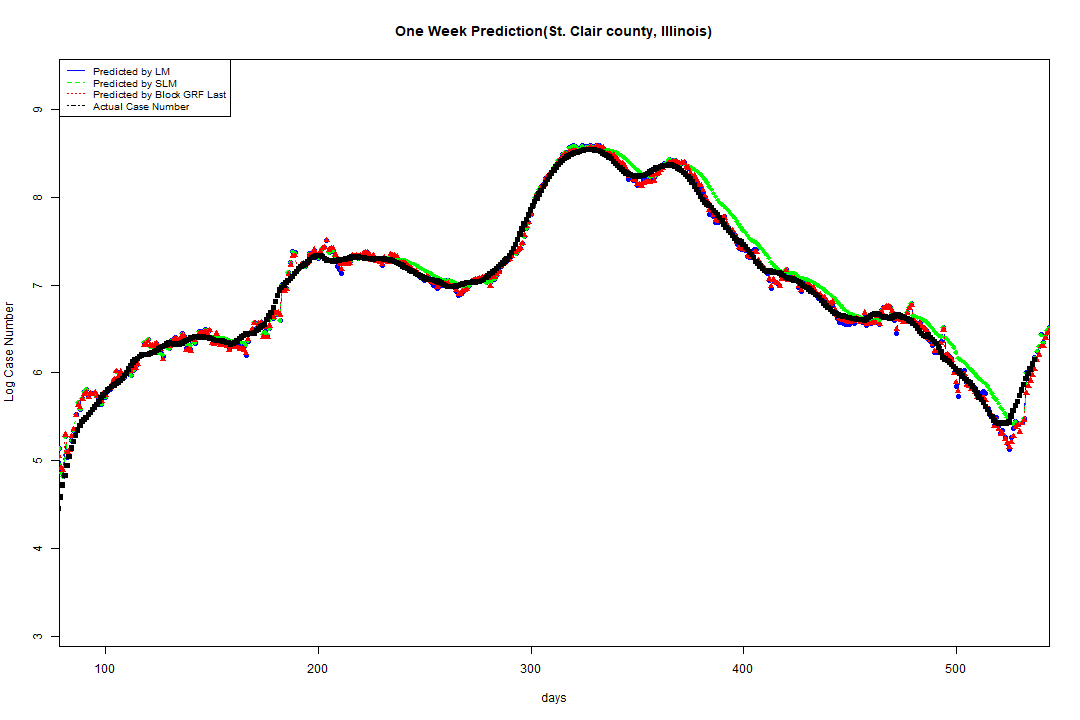 One Week Prediction(St. Clair county, Illinois)
Predicted by LM
Predicted by SLM
Predicted by Block GRF Last
Actual Case Number
Log Case Number
9
8
7
6
5
4
3
100 200 300 400 500
days